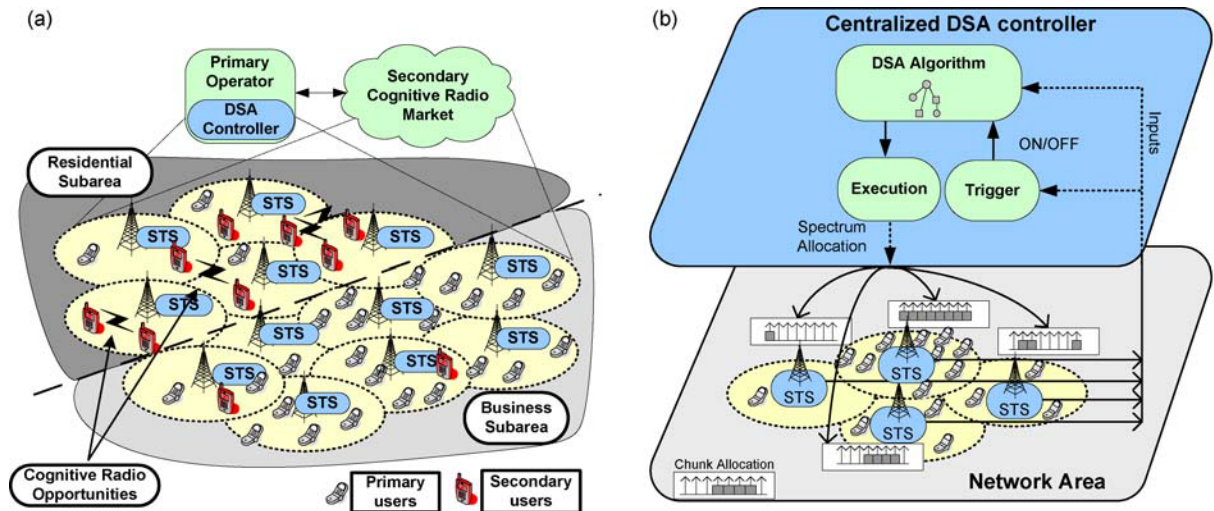 (a)
Primary
Operator
DSA
Controller
Secondary
Cognitive Radio
Market
Residential
Subarea
STS
STS
STS
STS
STS
STS
STS
STS
STS
STS
STS
STS
Business
Subarea
Cognitive Radio
Opportunities
Primary
users
Secondary
users
(b)
Centralized DSA controller
DSA Algorithm
Inputs
ON/OFF
Execution
Trigger
Spectrum
Allocation
STS
STS
STS
STS
Chunk Allocation
Network Area